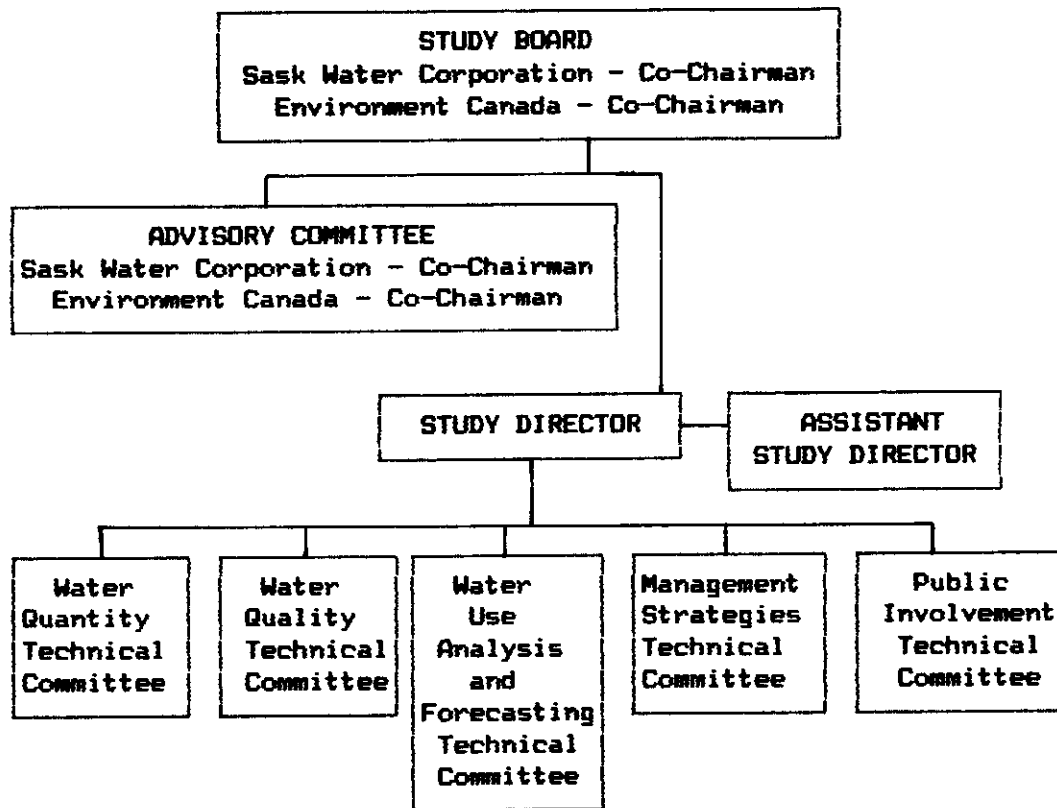 STUDY BOARD
Sask Water Corporation - Co-Chairman
Environment Canada - Co-Chairman
ADVISORY COMMITTEE
Sask Water Corporation - Co-Chairman
Environment Canada - Co-Chairman
STUDY DIRECTOR
ASSISTANT
STUDY DIRECTOR
Water
Quantity
Technical
Committee
Water
Quality
Technical
Committee
Water
Use
Analysis
and
Forecasting
Technical
Committee
Management
Strategies
Technical
Committee
Public
Involvement
Technical
Committee